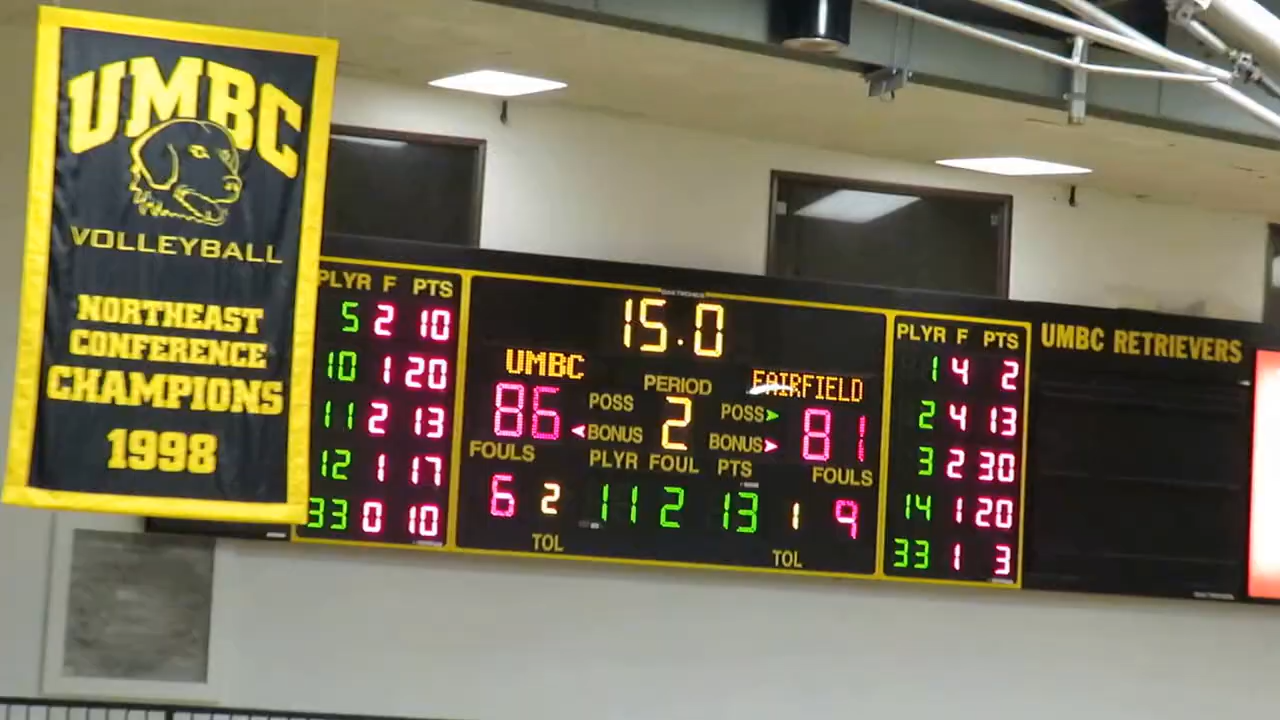 UMBC
VOLLEYBALL
NORTHEAST
CONFERENCE
CHAMPIONS
1998
PLYR F PTS
5 2 10
10 1 20
11 2 13
12 1 17
33 0 10
15.0
UMBC
FAIRFIELD
PERIOD
86 POSS 2 POSS 81
BONUS BONUS
FOULS PLYR FOUL PTS FOULS
6 2 11 2 13 1 9
TOL TOL
PLYR F PTS
1 4 2
2 4 13
3 2 30
14 1 20
33 1 3
UMBC RETRIEVERS